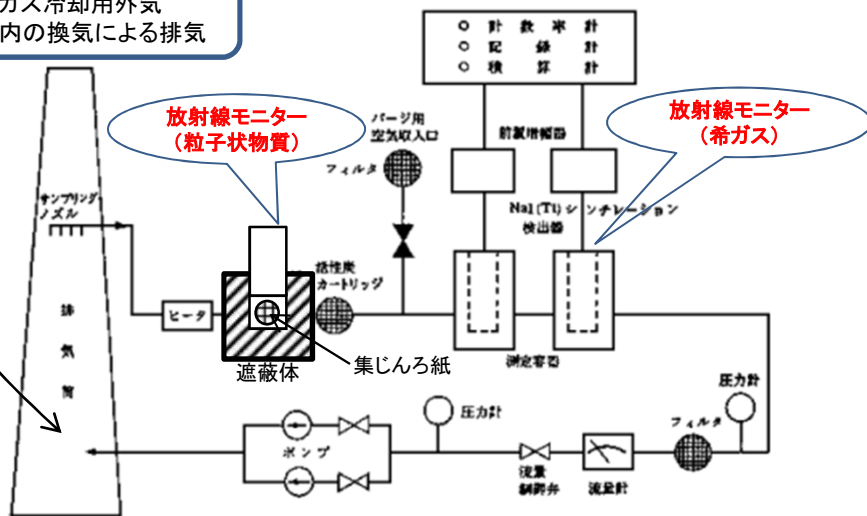 ガス冷却用外気
内の換気による排気
計数率計
記録計
積算計
放射線モニター
(粒子状物質)
パージ用
空気取入口
フィルタ
前置増幅器
放射線モニター
(希ガス)
サンプリング
ノズル
NaI(Tl)シンチレーション
検出器
活性炭
カートリッジ
ヒータ
排気筒
遮蔽体
集じんろ紙
測定容器
圧力計
圧力計
フィルタ
ポンプ
流量
調節弁
流量計